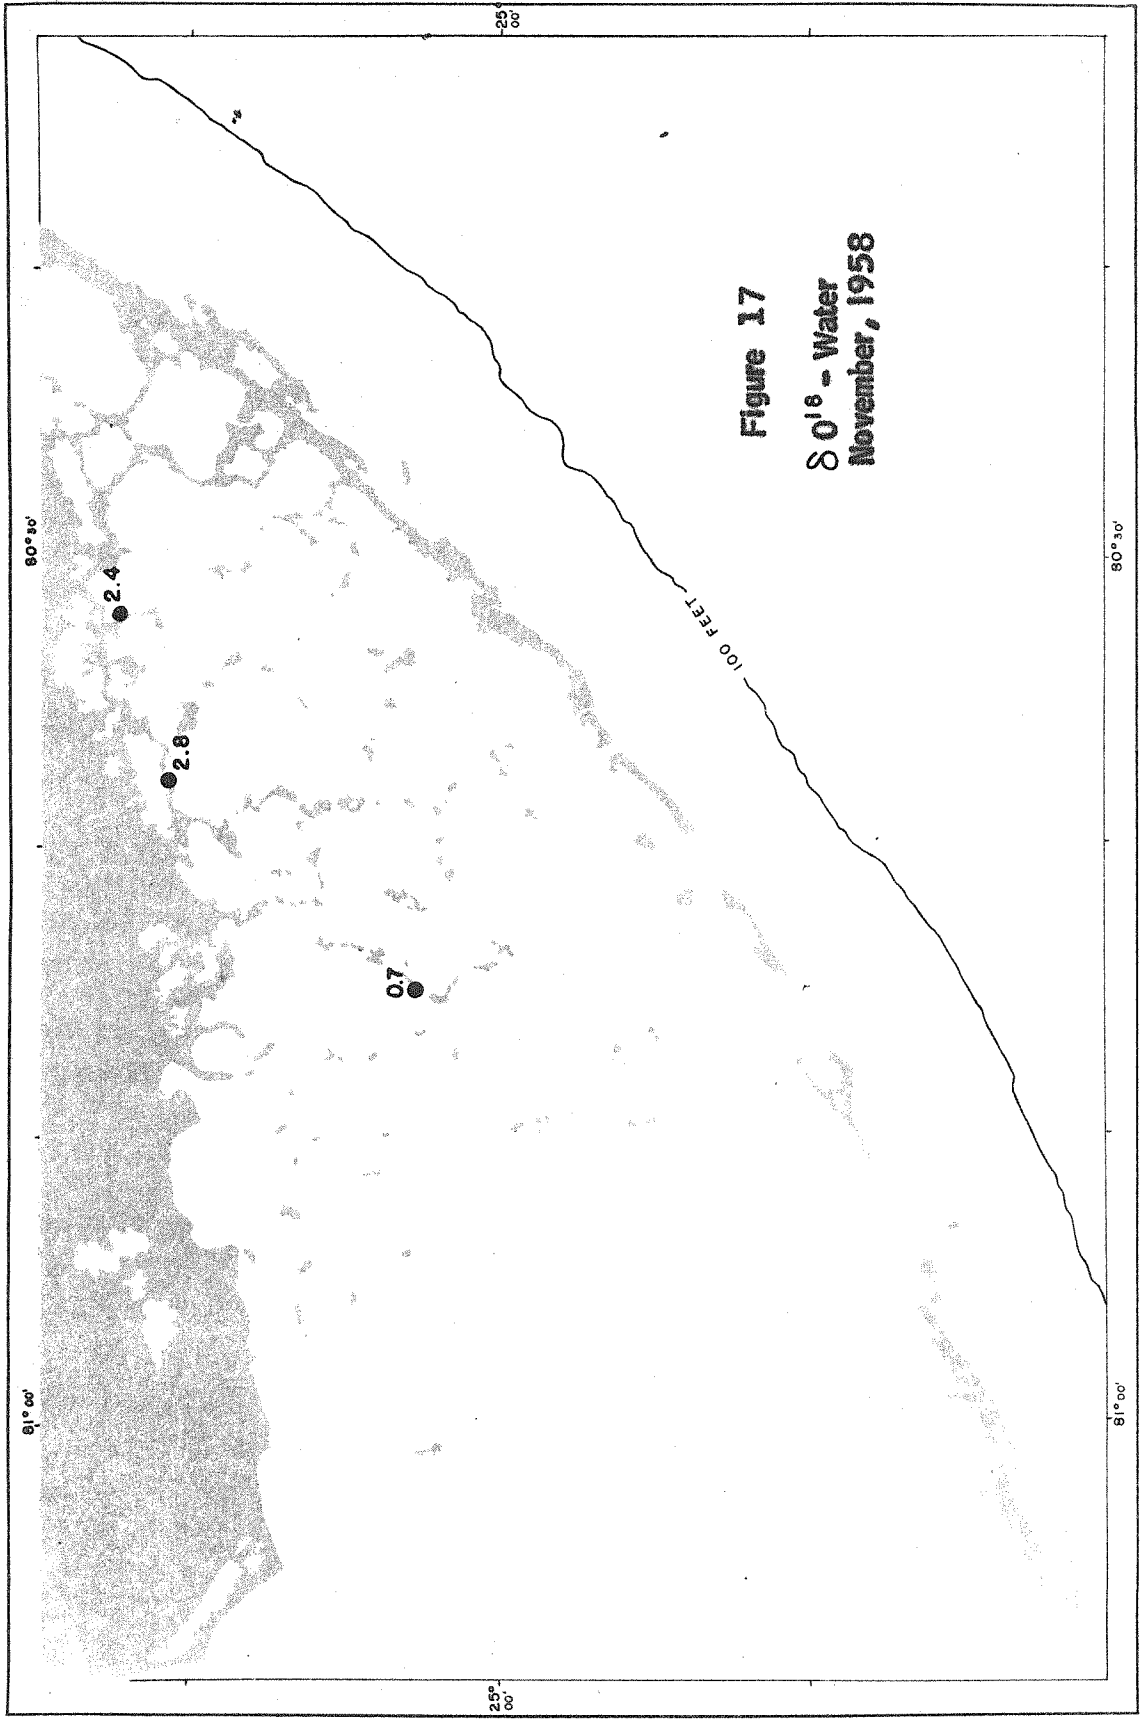 81° 00'
80° 30'
25°
00'
25°
00'
2.4
2.8
0.7
100 FEET
Figure 17
δ O¹⁸ - Water
November, 1958
81° 00'
80° 30'